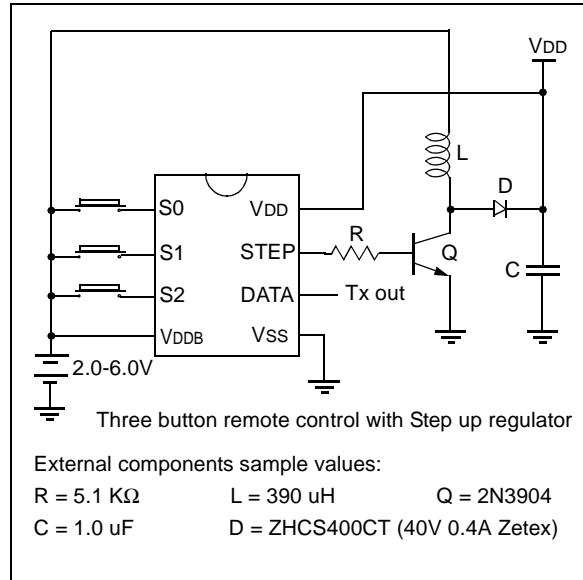 VDD
L
D
S0
VDD
R
S1
STEP
Q
C
S2
DATA
Tx out
VDDB
VSS
2.0-6.0V
Three button remote control with Step up regulator
External components sample values:
R = 5.1 KΩ L = 390 uH Q = 2N3904
C = 1.0 uF D = ZHCS400CT (40V 0.4A Zetex)